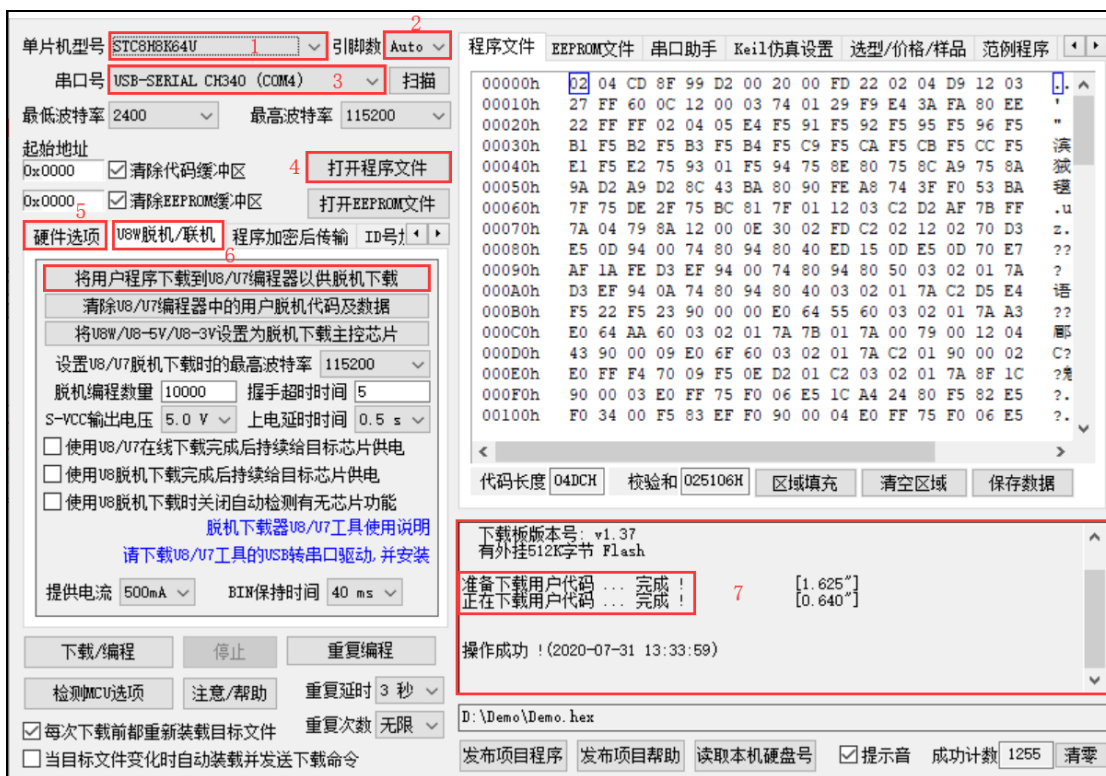 单片机型号 STC8H8K64U 1 引脚数 Auto 2
串口号 USB-SERIAL CH340 (COM4) 3 扫描
最低波特率 2400 最高波特率 115200
起始地址
0x0000 清除代码缓冲区 4 打开程序文件
0x0000 清除EEPROM缓冲区 打开EEPROM文件
5
硬件选项 U8W脱机/联机 程序加密后传输 ID号
6
将用户程序下载到U8/U7编程器以供脱机下载
清除U8/U7编程器中的用户脱机代码及数据
将U8W/U8-5V/U8-3V设置为脱机下载主控芯片
设置U8/U7脱机下载时的最高波特率 115200
脱机编程数量 10000 握手超时时间 5
S-VCC输出电压 5.0 V 上电延时时间 0.5 s
使用U8/U7在线下载完成后持续给目标芯片供电
使用U8脱机下载完成后持续给目标芯片供电
使用U8脱机下载时关闭自动检测有无芯片功能
脱机下载器U8/U7工具使用说明
请下载U8/U7工具的USB转串口驱动,并安装
提供电流 500mA BIN保持时间 40 ms
下载/编程 停止 重复编程
检测MCU选项 注意/帮助 重复延时 3 秒
每次下载前都重新装载目标文件 重复次数 无限
当目标文件变化时自动装载并发送下载命令
程序文件 EEPROM文件 串口助手 Keil仿真设置 选型/价格/样品 范例程序
00000h 02 04 CD 8F 99 D2 00 20 00 FD 22 02 04 D9 12 03 ..
00010h 27 FF 60 0C 12 00 03 74 01 29 F9 E4 3A FA 80 EE '
00020h 22 FF FF 02 04 05 E4 F5 91 F5 92 F5 95 F5 96 F5 "
00030h B1 F5 B2 F5 B3 F5 B4 F5 C9 F5 CA F5 CB F5 CC F5 滨
00040h E1 F5 E2 75 93 01 F5 94 75 8E 80 75 8C A9 75 8A
00050h 9A D2 A9 D2 8C 43 BA 80 90 FE A8 74 3F F0 53 BA
00060h 7F 75 DE 2F 75 BC 81 7F 01 12 03 C2 D2 AF 7B FF .u
00070h 7A 04 79 8A 12 00 0E 30 02 FD C2 02 12 02 70 D3 z.
00080h E5 0D 94 00 74 80 94 80 40 ED 15 0D E5 0D 70 E7 ??
00090h AF 1A FE D3 EF 94 00 74 80 94 80 50 03 02 01 7A ?
000A0h D3 EF 94 0A 74 80 94 80 40 03 02 01 7A C2 D5 E4 语
000B0h F5 22 F5 23 90 00 00 E0 64 55 60 03 02 01 7A A3 ??
000C0h E0 64 AA 60 03 02 01 7A 7B 01 7A 00 79 00 12 04 郿
000D0h 43 90 00 09 E0 6F 60 03 02 01 7A C2 01 90 00 02 C?
000E0h E0 FF F4 70 09 F5 0E D2 01 C2 03 02 01 7A 8F 1C
000F0h 90 00 03 E0 FF 75 F0 06 E5 1C A4 24 80 F5 82 E5 ?.
00100h F0 34 00 F5 83 EF F0 90 00 04 E0 FF 75 F0 06 E5 ?.
代码长度 04DCH 校验和 025106H 区域填充 清空区域 保存数据
下载板版本号: v1.37
有外挂512K字节 Flash
准备下载用户代码 ... 完成 ! [1.625"]
正在下载用户代码 ... 完成 ! 7 [0.640"]
操作成功 !(2020-07-31 13:33:59)
D:\Demo\Demo.hex
发布项目程序 发布项目帮助 读取本机硬盘号 提示音 成功计数 1255 清零